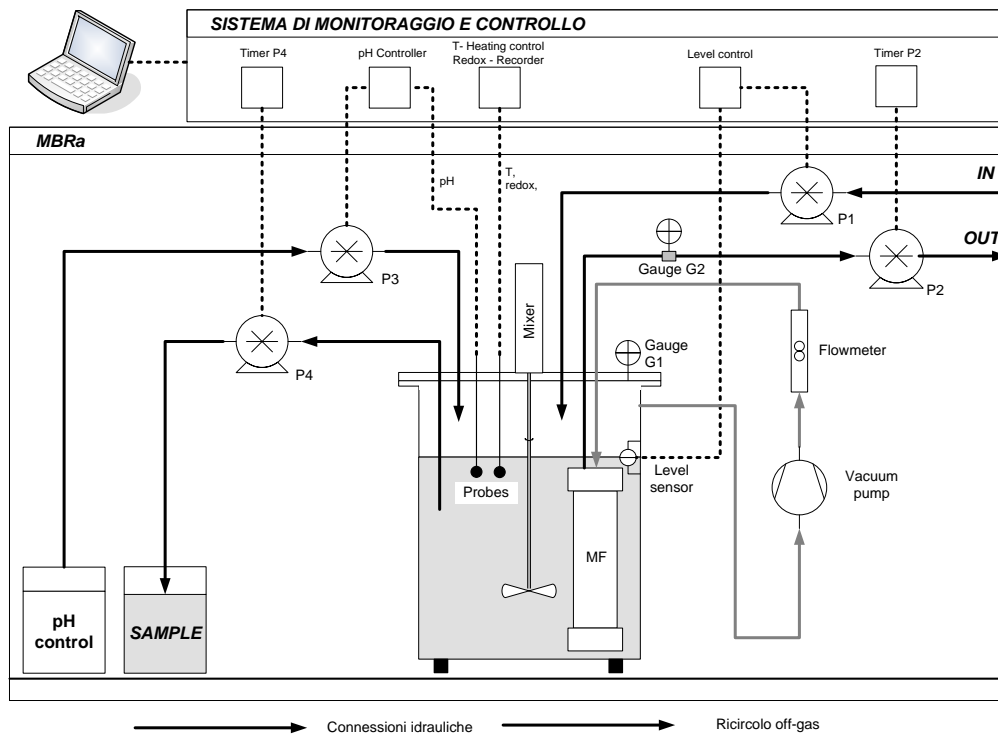 SISTEMA DI MONITORAGGIO E CONTROLLO
Timer P4
pH Controller
T- Heating control
Redox - Recorder
Level control
Timer P2
MBRa
pH
T,
redox,
IN
P1
OUT
Gauge G2
P2
P3
Mixer
Gauge
G1
Flowmeter
P4
Probes
Level
sensor
Vacuum
pump
MF
pH
control
SAMPLE
Connessioni idrauliche
Ricircolo off-gas